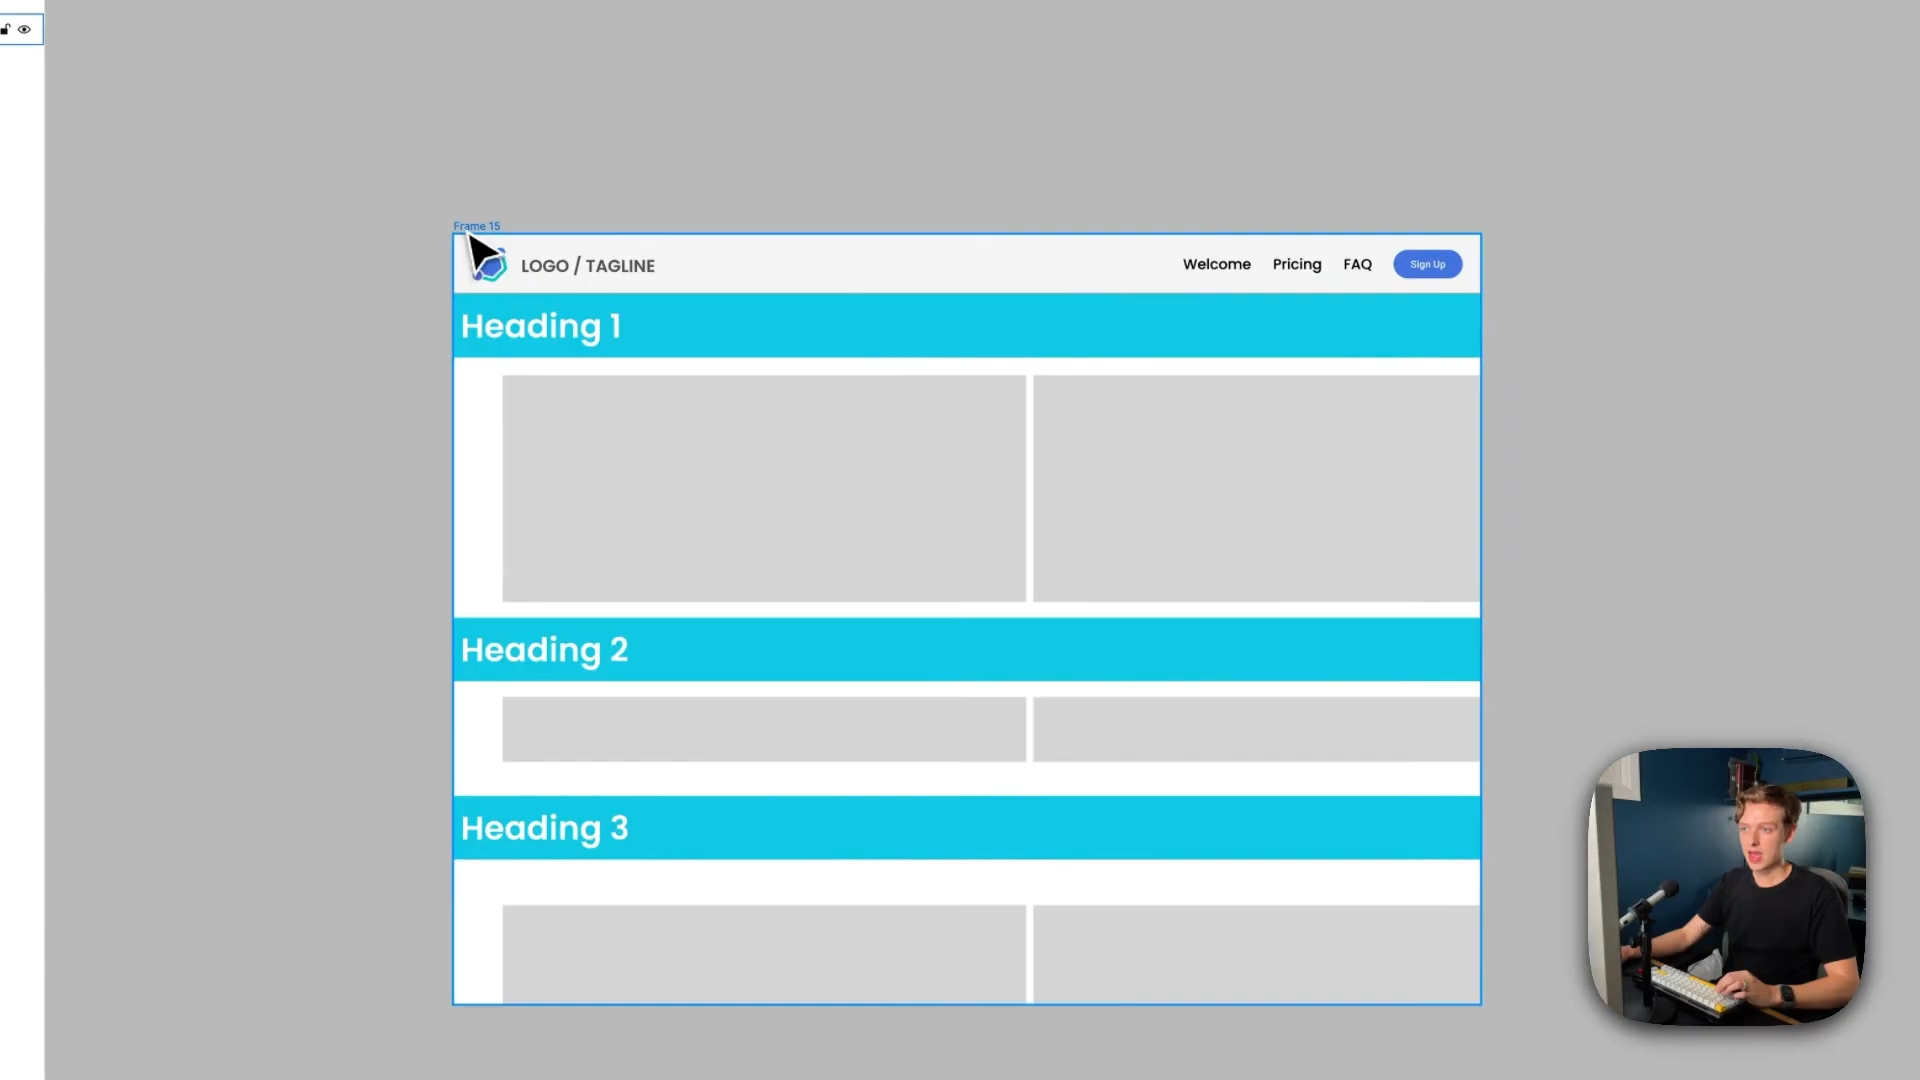 Frame 15
LOGO / TAGLINE
Welcome Pricing FAQ Sign Up
Heading 1
Heading 2
Heading 3